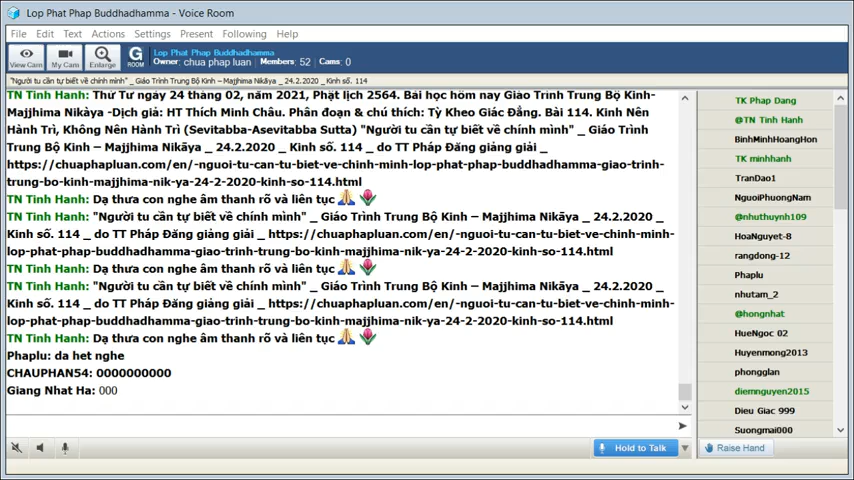 Lop Phat Phap Buddhadhamma - Voice Room
File Edit Text Actions Settings Present Following Help
View Cam My Cam Enlarge G ROOM
Lop Phat Phap Buddhadhamma
Owner: chua phap luan Members: 52 Cams: 0
"Người tu cần tự biết về chính mình" _ Giáo Trình Trung Bộ Kinh – Majjhima Nikāya _ 24.2.2020 _ Kinh số. 114
TN Tinh Hanh: Thứ Tư ngày 24 tháng 02, năm 2021, Phật lịch 2564. Bài học hôm nay Giáo Trình Trung Bộ Kinh-
Majjhima Nikàya -Dịch giả: HT Thích Minh Châu. Phân đoạn & chú thích: Tỳ Kheo Giác Đẳng. Bài 114. Kinh Nên
Hành Trì, Không Nên Hành Trì (Sevitabba-Asevitabba Sutta) "Người tu cần tự biết về chính mình" _ Giáo Trình
Trung Bộ Kinh – Majjhima Nikāya _ 24.2.2020 _ Kinh số. 114 _ do TT Pháp Đăng giảng giải _
https://chuaphapluan.com/en/-nguoi-tu-can-tu-biet-ve-chinh-minh-lop-phat-phap-buddhadhamma-giao-trinh-
trung-bo-kinh-majjhima-nik-ya-24-2-2020-kinh-so-114.html
TN Tinh Hanh: Dạ thưa con nghe âm thanh rõ và liên tục 🙏 🌷
TN Tinh Hanh: "Người tu cần tự biết về chính mình" _ Giáo Trình Trung Bộ Kinh – Majjhima Nikāya _ 24.2.2020 _
Kinh số. 114 _ do TT Pháp Đăng giảng giải _ https://chuaphapluan.com/en/-nguoi-tu-can-tu-biet-ve-chinh-minh-
lop-phat-phap-buddhadhamma-giao-trinh-trung-bo-kinh-majjhima-nik-ya-24-2-2020-kinh-so-114.html
TN Tinh Hanh: Dạ thưa con nghe âm thanh rõ và liên tục 🙏 🌷
TN Tinh Hanh: "Người tu cần tự biết về chính mình" _ Giáo Trình Trung Bộ Kinh – Majjhima Nikāya _ 24.2.2020 _
Kinh số. 114 _ do TT Pháp Đăng giảng giải _ https://chuaphapluan.com/en/-nguoi-tu-can-tu-biet-ve-chinh-minh-
lop-phat-phap-buddhadhamma-giao-trinh-trung-bo-kinh-majjhima-nik-ya-24-2-2020-kinh-so-114.html
TN Tinh Hanh: Dạ thưa con nghe âm thanh rõ và liên tục 🙏 🌷
Phaplu: da het nghe
CHAUPHAN54: 0000000000
Giang Nhat Ha: 000
TK Phap Dang
@TN Tinh Hanh
BinhMinhHoangHon
TK minhhanh
TranDao1
NguoiPhuongNam
@nhuthuynh109
HoaNguyet-8
rangdong-12
Phaplu
nhutam_2
@hongnhat
HueNgoc 02
Huyenmong2013
phongglan
diemnguyen2015
Dieu Giac 999
Suongmai000
Hold to Talk
Raise Hand